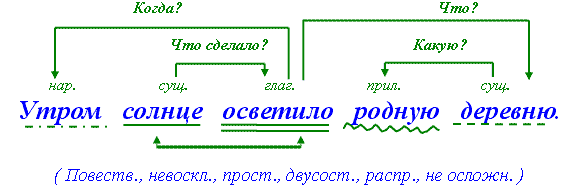 Когда? Что?
Что сделало? Какую?
нар. сущ. глаг. прил. сущ.
Утром солнце осветило родную деревню.
( Повеств., невоскл., прост., двусост., распр., не осложн. )